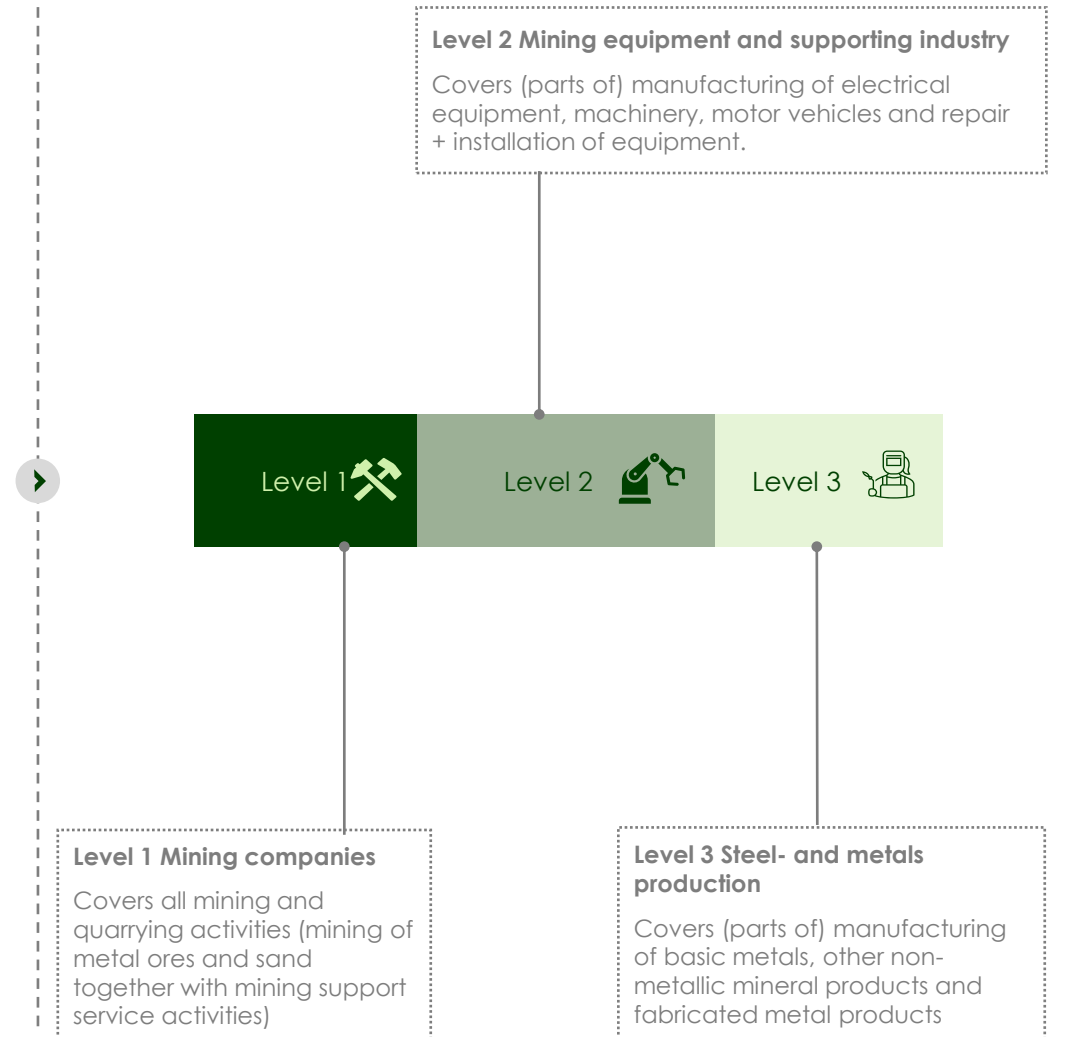 Level 2 Mining equipment and supporting industry
Covers (parts of) manufacturing of electrical
equipment, machinery, motor vehicles and repair
+ installation of equipment.
Level 1
Level 2
Level 3
Level 1 Mining companies
Covers all mining and
quarrying activities (mining of
metal ores and sand
together with mining support
service activities)
Level 3 Steel- and metals
production
Covers (parts of) manufacturing
of basic metals, other non-
metallic mineral products and
fabricated metal products